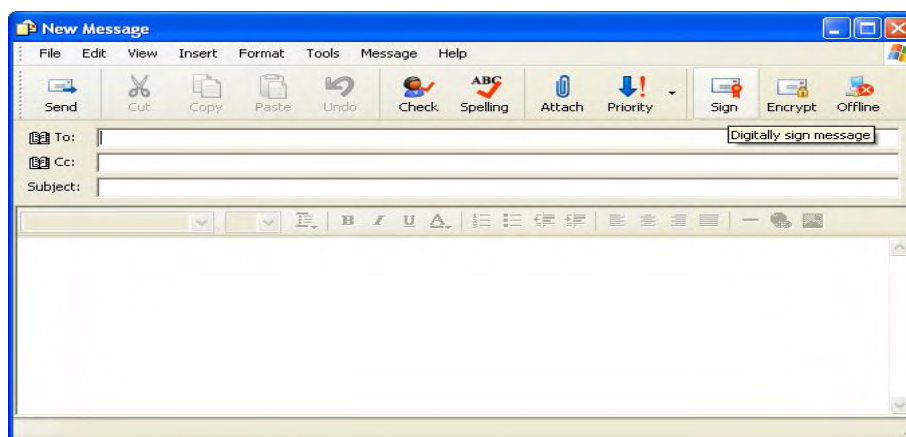 New Message
File Edit View Insert Format Tools Message Help
ABC
Send Cut Copy Paste Undo Check Spelling Attach Priority Sign Encrypt Offline
To: Digitally sign message
Cc:
Subject:
B I U A